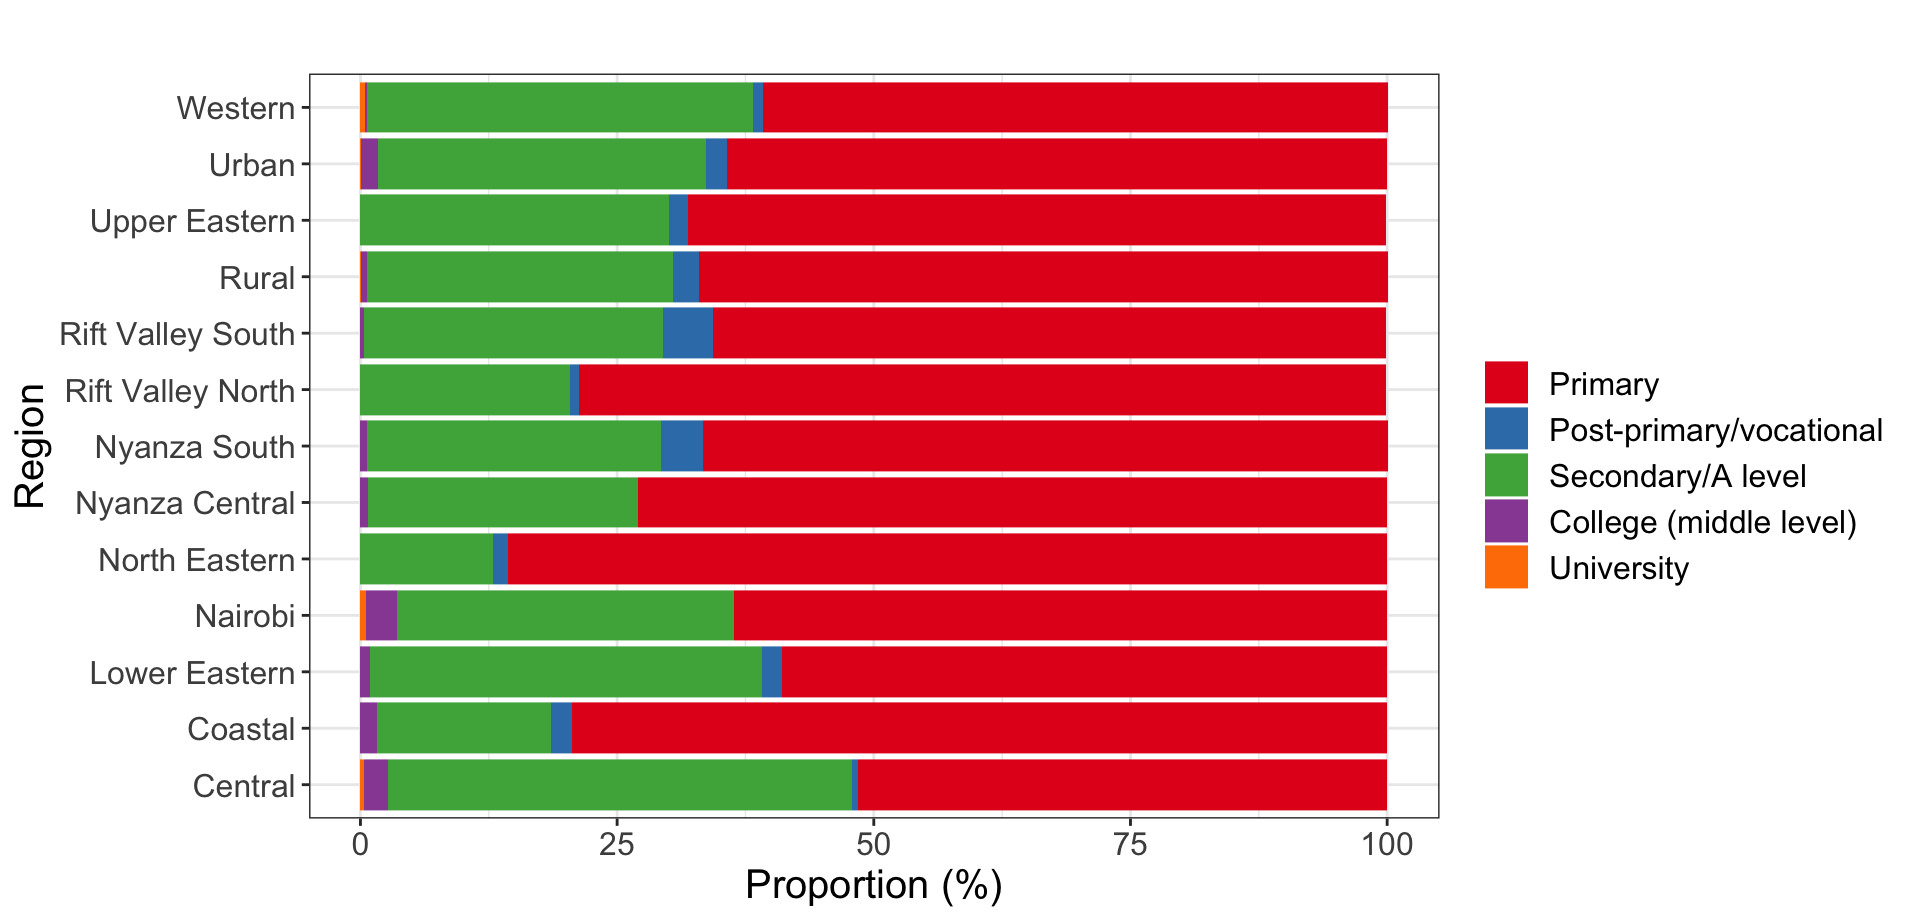 Western
Urban
Upper Eastern
Rural
Rift Valley South
Rift Valley North
Nyanza South
Nyanza Central
North Eastern
Nairobi
Lower Eastern
Coastal
Central
Region
0 25 50 75 100
Proportion (%)
Primary
Post-primary/vocational
Secondary/A level
College (middle level)
University